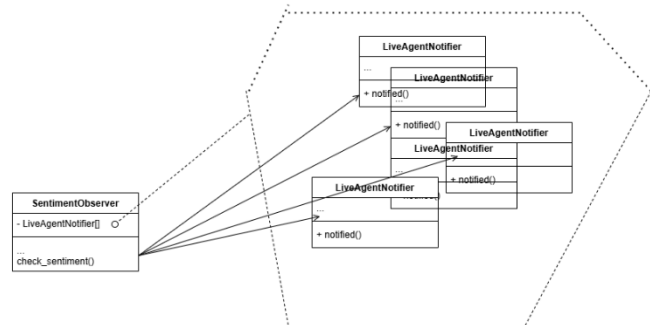 LiveAgentNotifier
...
+ notified()
LiveAgentNotifier
...
+ notified()
LiveAgentNotifier
...
LiveAgentNotifier
+ notified()
LiveAgentNotifier
...
+ notified()
SentimentObserver
- LiveAgentNotifier[]
...
check_sentiment()